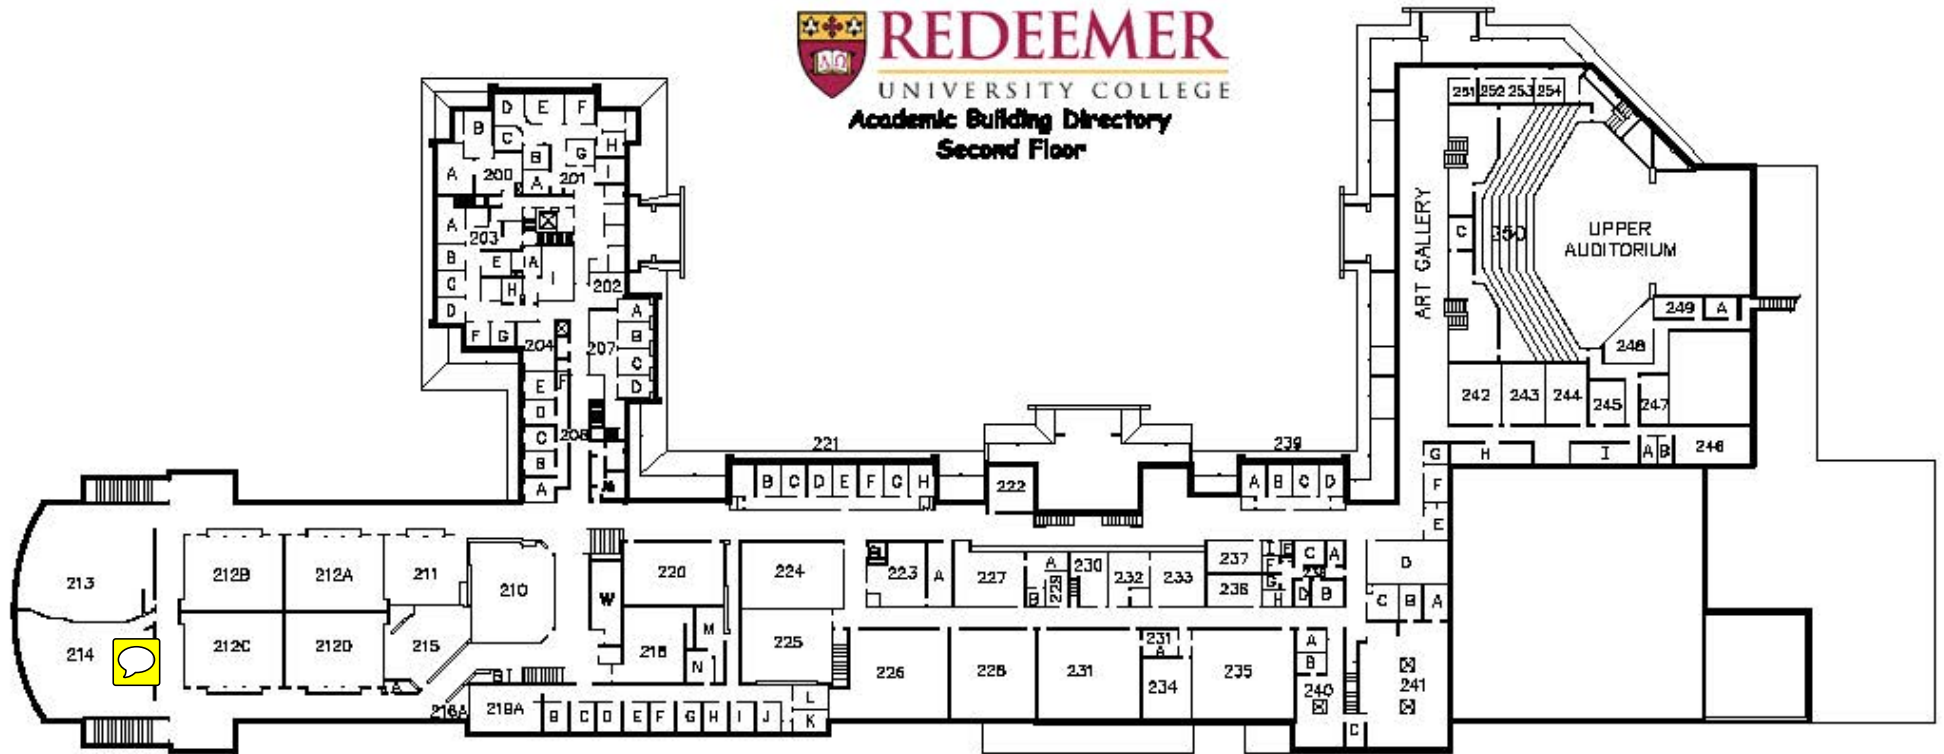 REDEEMER
UNIVERSITY COLLEGE
Academic Building Directory
Second Floor
D E F
B C G H
A 200 B A 201 I
251 252 253 254
A 203
B E A I
C H 202
D A
F G 204 207 B
C
E F D
D
C 208
B
A
ART GALLERY
C 350
UPPER
AUDITORIUM
249 A
248
242 243 244 245 247
G H I A B 246
F
E
221
B C D E F G H
222
239
A B C D
213
214
212B 212A 211
210
212C 212D 215
A
216A
W
220
218 M
N
219A B C D E F G H I J
L
K
224
225
223 A
227
A
B 229
230 232 233
237
236
I E C A
F
G
H D B
D
C B A
226 228 231
231
A
234
235
A
B
240
C
241